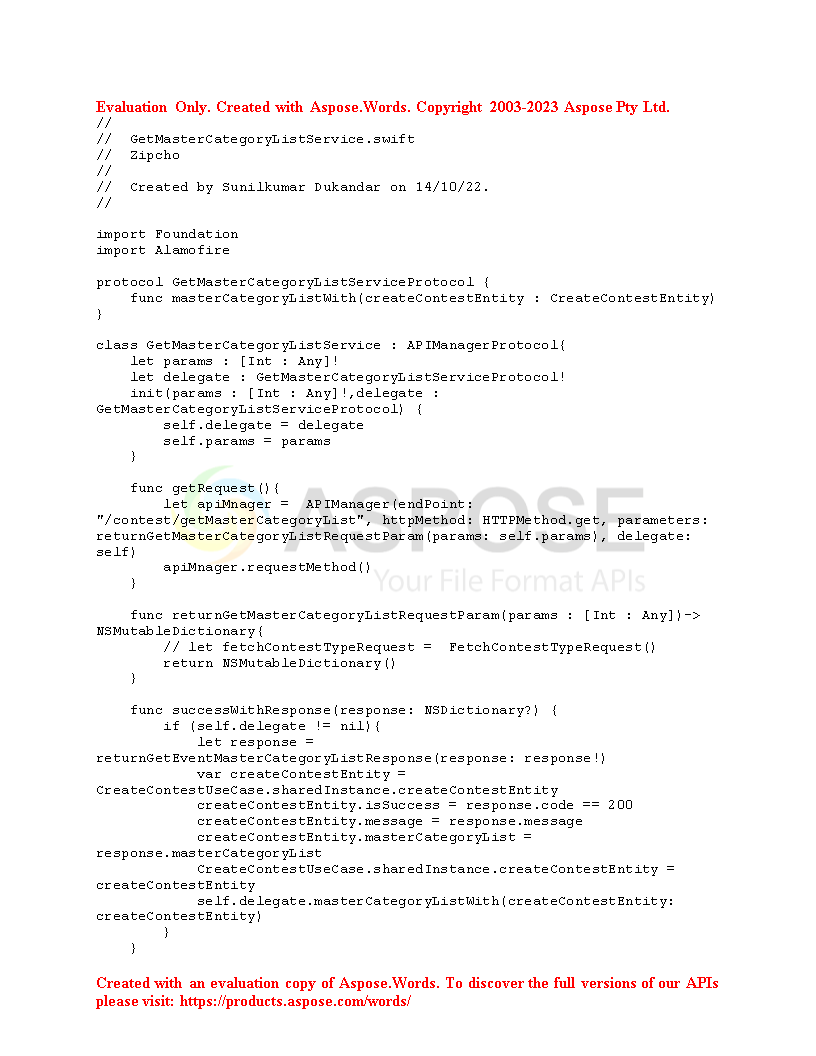 Evaluation Only. Created with Aspose.Words. Copyright 2003-2023 Aspose Pty Ltd.
//
//  GetMasterCategoryListService.swift
//  Zipcho
//
//  Created by Sunilkumar Dukandar on 14/10/22.
//

import Foundation
import Alamofire

protocol GetMasterCategoryListServiceProtocol {
    func masterCategoryListWith(createContestEntity : CreateContestEntity)
}

class GetMasterCategoryListService : APIManagerProtocol{
    let params : [Int : Any]!
    let delegate : GetMasterCategoryListServiceProtocol!
    init(params : [Int : Any]!,delegate :
GetMasterCategoryListServiceProtocol) {
        self.delegate = delegate
        self.params = params
    }

    func getRequest(){
        let apiMnager =  APIManager(endPoint:
"/contest/getMasterCategoryList", httpMethod: HTTPMethod.get, parameters:
returnGetMasterCategoryListRequestParam(params: self.params), delegate:
self)
        apiMnager.requestMethod()
    }

    func returnGetMasterCategoryListRequestParam(params : [Int : Any])->
NSMutableDictionary{
        // let fetchContestTypeRequest =  FetchContestTypeRequest()
        return NSMutableDictionary()
    }

    func successWithResponse(response: NSDictionary?) {
        if (self.delegate != nil){
            let response =
returnGetEventMasterCategoryListResponse(response: response!)
            var createContestEntity =
CreateContestUseCase.sharedInstance.createContestEntity
            createContestEntity.isSuccess = response.code == 200
            createContestEntity.message = response.message
            createContestEntity.masterCategoryList =
response.masterCategoryList
            CreateContestUseCase.sharedInstance.createContestEntity =
createContestEntity
            self.delegate.masterCategoryListWith(createContestEntity:
createContestEntity)
        }
    }

ASPOSE
Your File Format APIs
Created with an evaluation copy of Aspose.Words. To discover the full versions of our APIs
please visit: https://products.aspose.com/words/